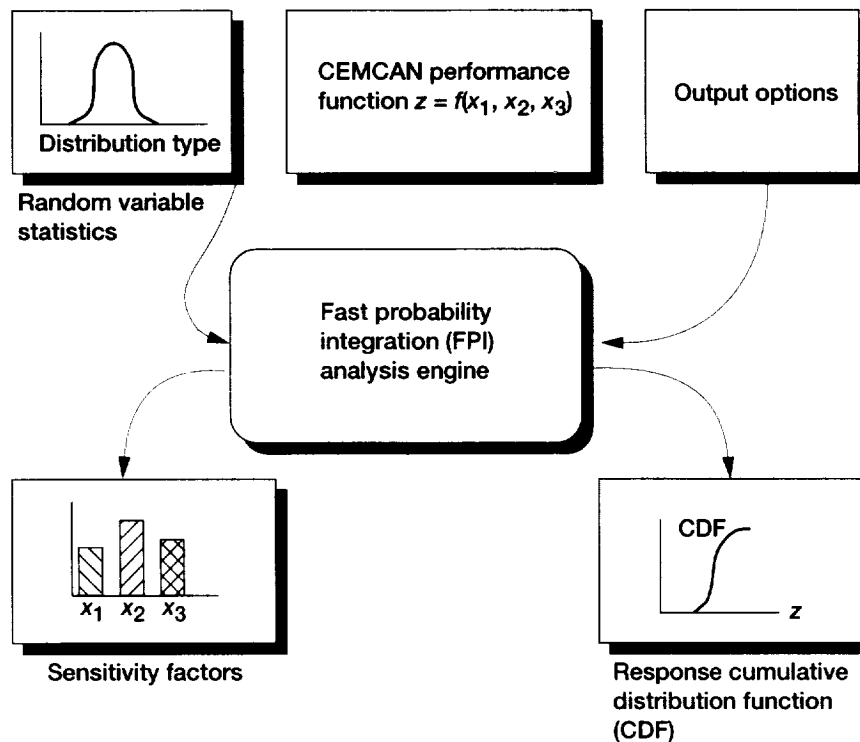 Distribution type
Random variable
statistics
CEMCAN performance
function z = f(x1, x2, x3)
Output options
Fast probability
integration (FPI)
analysis engine
x1 x2 x3
Sensitivity factors
CDF
z
Response cumulative
distribution function
(CDF)